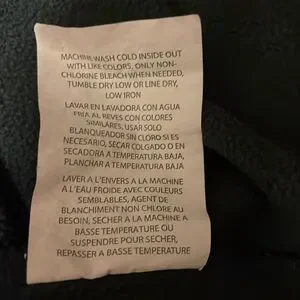 MACHINE WASH COLD INSIDE OUT
WITH LIKE COLORS, ONLY NON-
CHLORINE BLEACH WHEN NEEDED,
TUMBLE DRY LOW OR LINE DRY,
LOW IRON
LAVAR EN LAVADORA CON AGUA
FRIA AL REVES CON COLORES
SIMILARES, USAR SOLO
BLANQUEADOR SIN CLORO SI ES
NECESARIO, SECAR COLGADO O EN
SECADORA A TEMPERATURA BAJA,
PLANCHAR A TEMPERATURA BAJA
LAVER A L'ENVERS A LA MACHINE
A L'EAU FROIDE AVEC COULEURS
SEMBLABLES, AGENT DE
BLANCHIMENT NON CHLORE AU
BESOIN, SECHER A LA MACHINE A
BASSE TEMPERATURE OU
SUSPENDRE POUR SECHER,
REPASSER A BASSE TEMPERATURE